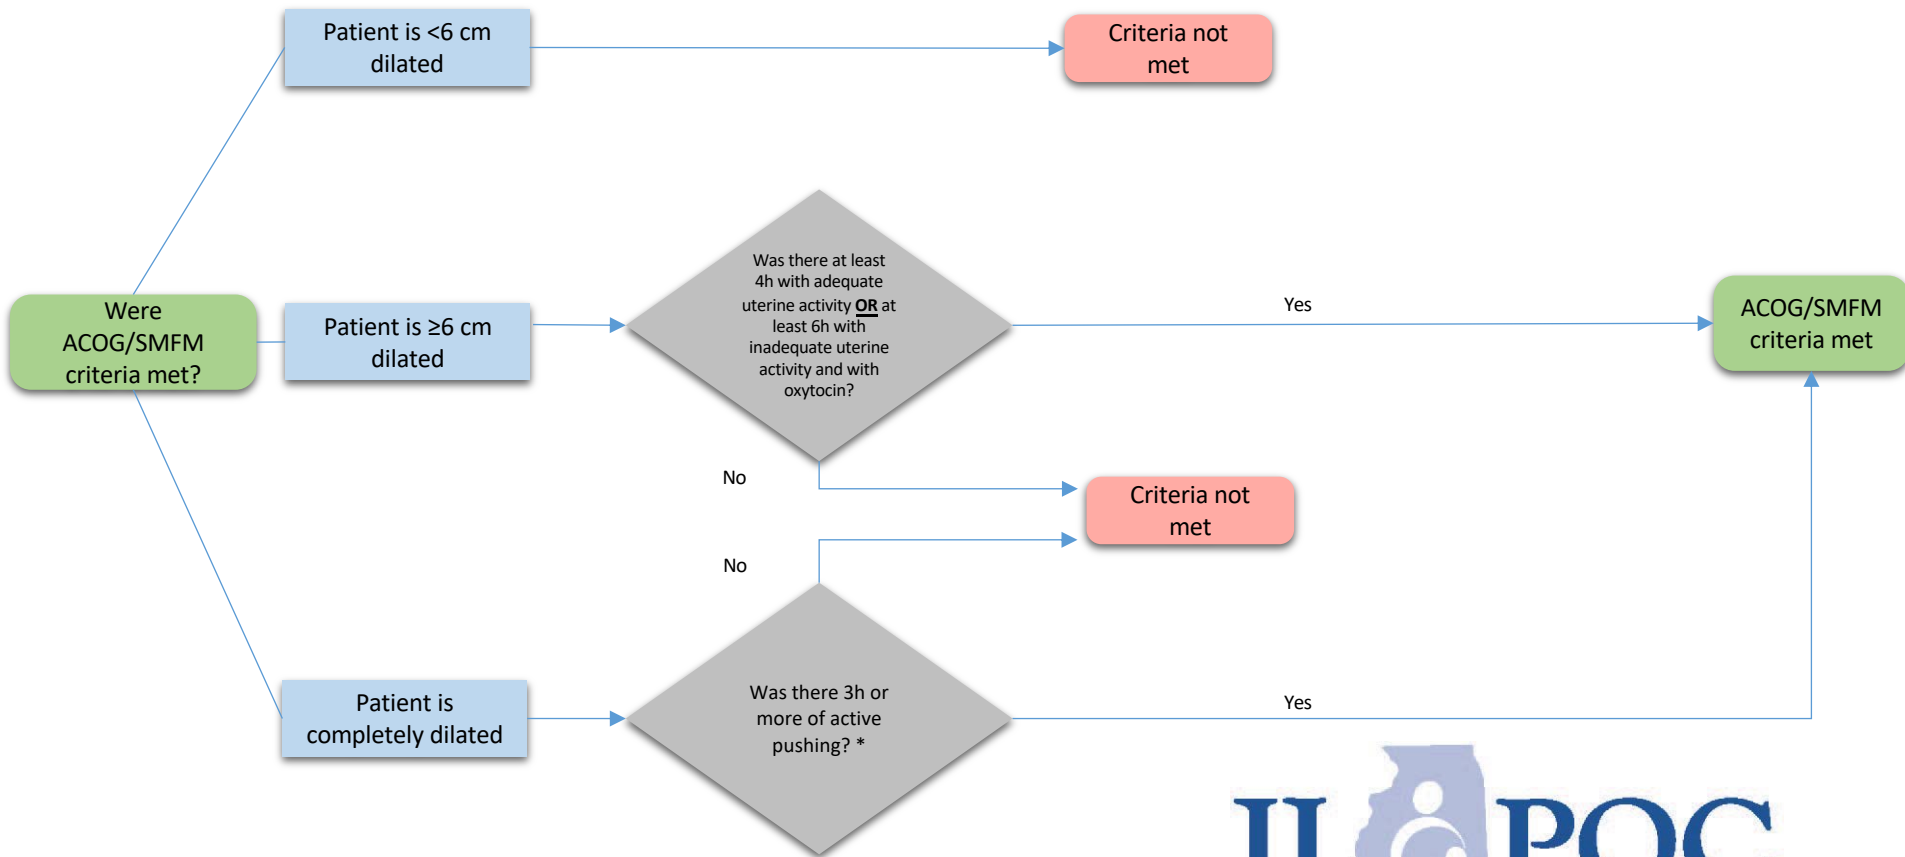 Patient is <6 cm
dilated
Criteria not
met
Was there at least
4h with adequate
uterine activity OR at
least 6h with
inadequate uterine
activity and with
oxytocin?
Yes
Were
ACOG/SMFM
criteria met?
Patient is ≥6 cm
dilated
ACOG/SMFM
criteria met
No
Criteria not
met
No
Patient is
completely dilated
Was there 3h or
more of active
pushing? *
Yes
IL PQC